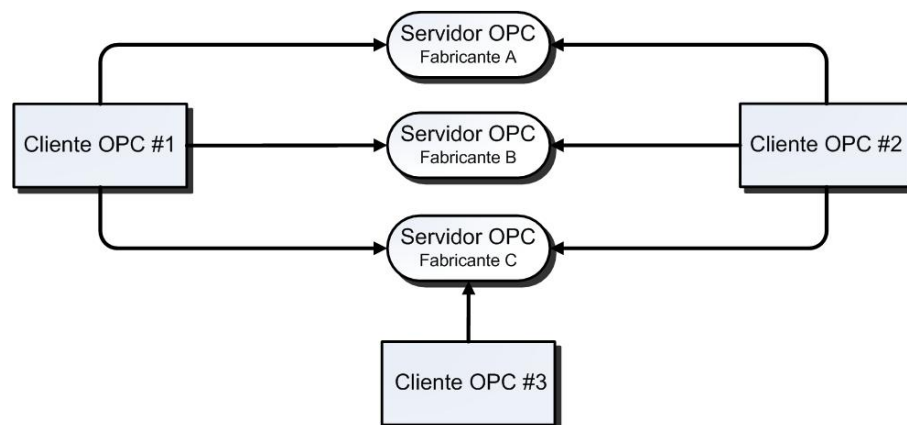 Servidor OPC
Fabricante A
Cliente OPC #1
Servidor OPC
Fabricante B
Cliente OPC #2
Servidor OPC
Fabricante C
Cliente OPC #3